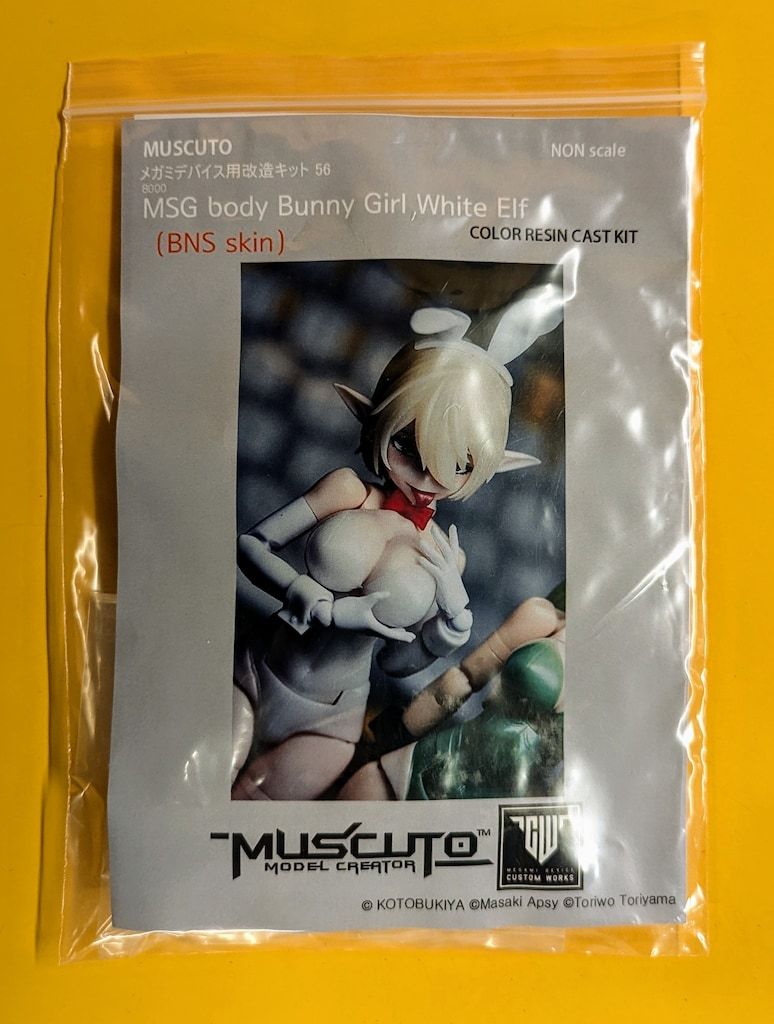 MUSCUTO
NON scale
メガミデバイス用改造キット 56
8000
MSG body Bunny Girl,White Elf
(BNS skin)
COLOR RESIN CAST KIT
MUSCUTO™
MODEL CREATOR
MEGAMI DEVICE
CUSTOM WORKS
© KOTOBUKIYA ©Masaki Apsy ©Toriwo Toriyama